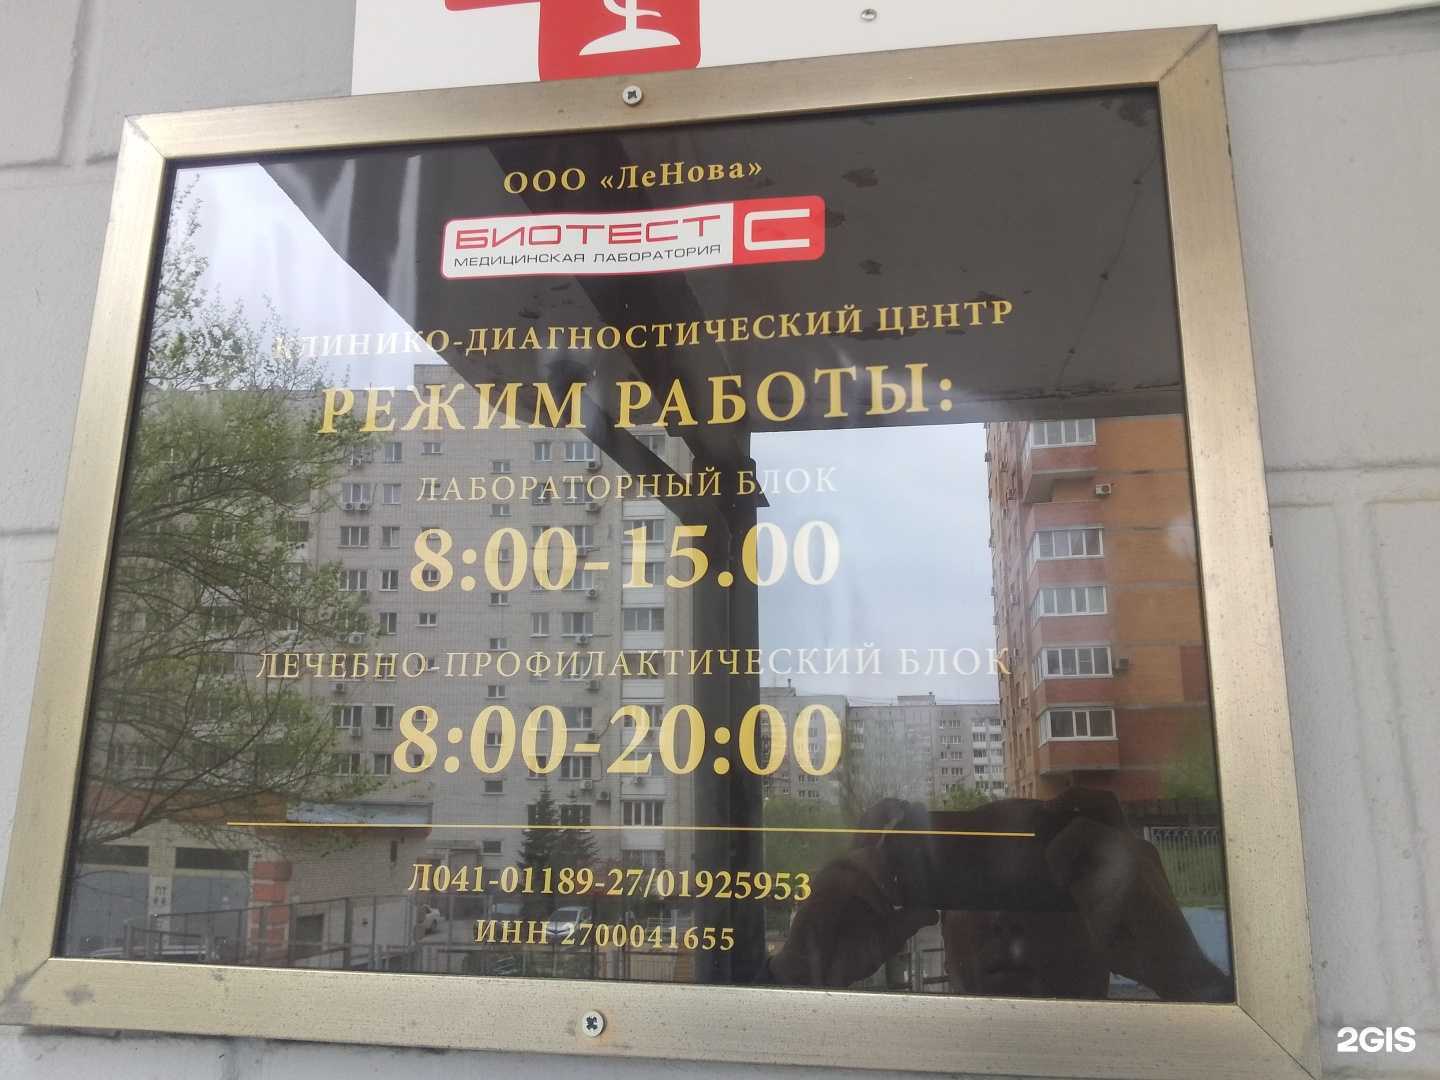 ООО «ЛеНова»
БИОТЕСТ С
МЕДИЦИНСКАЯ ЛАБОРАТОРИЯ
КЛИНИКО-ДИАГНОСТИЧЕСКИЙ ЦЕНТР
РЕЖИМ РАБОТЫ:
ЛАБОРАТОРНЫЙ БЛОК
8:00-15.00
ЛЕЧЕБНО-ПРОФИЛАКТИЧЕСКИЙ БЛОК
8:00-20:00
Л041-01189-27/01925953
ИНН 2700041655
2GIS